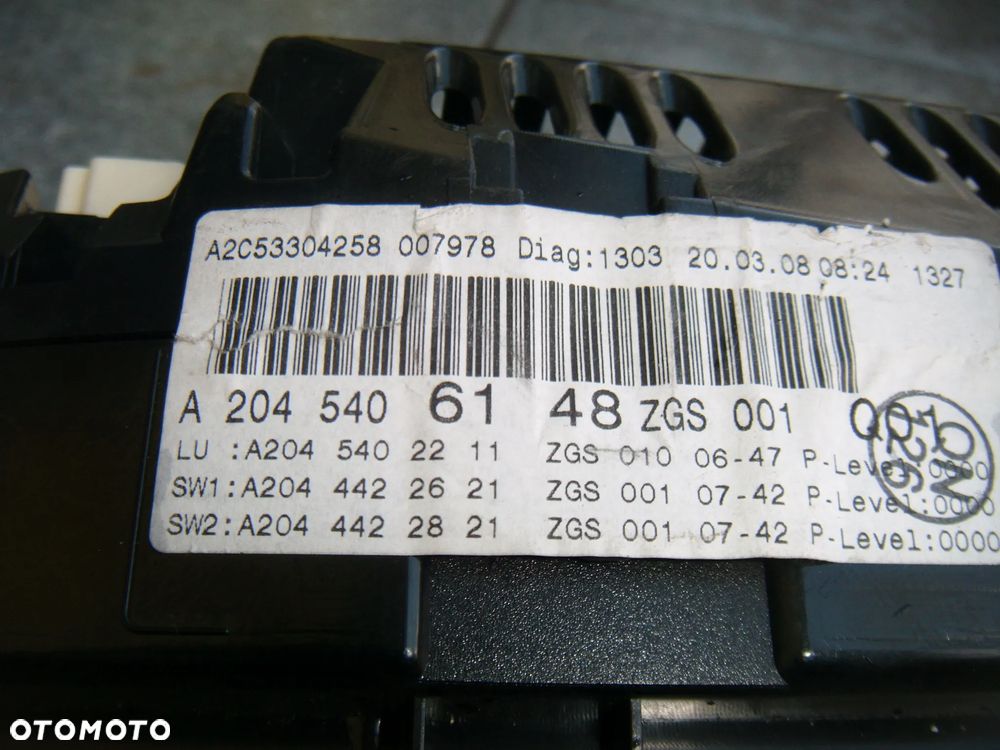 A2C53304258 007978 Diag:1303 20.03.08 08:24 1327
A 204 540 61 48 ZGS 001
LU :A204 540 22 11 ZGS 010 06-47 P-Level:0000
SW1:A204 442 26 21 ZGS 001 07-42 P-Level:0000
SW2:A204 442 28 21 ZGS 001 07-42 P-Level:0000
OTOMOTO